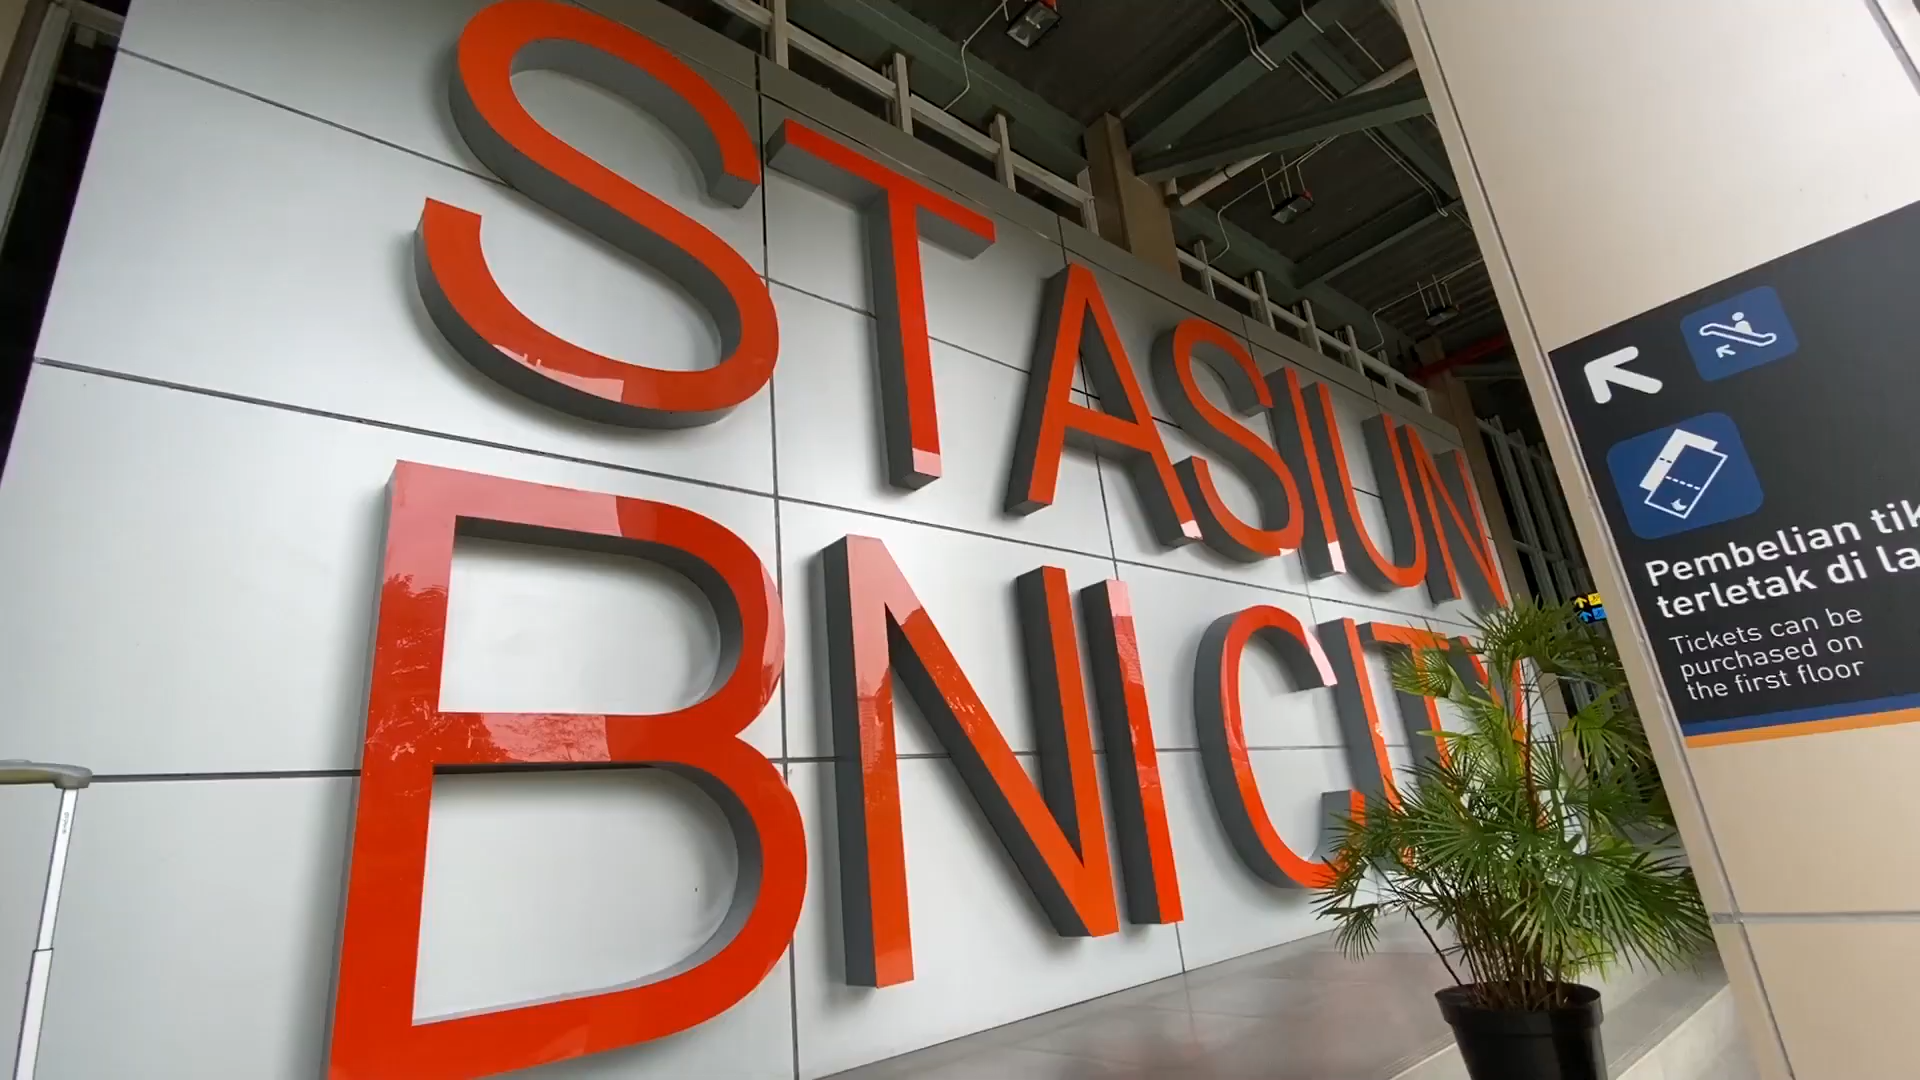 STASIUN
BNI CITY
Pembelian
terletak di
Tickets can be
purchased on
the first floor